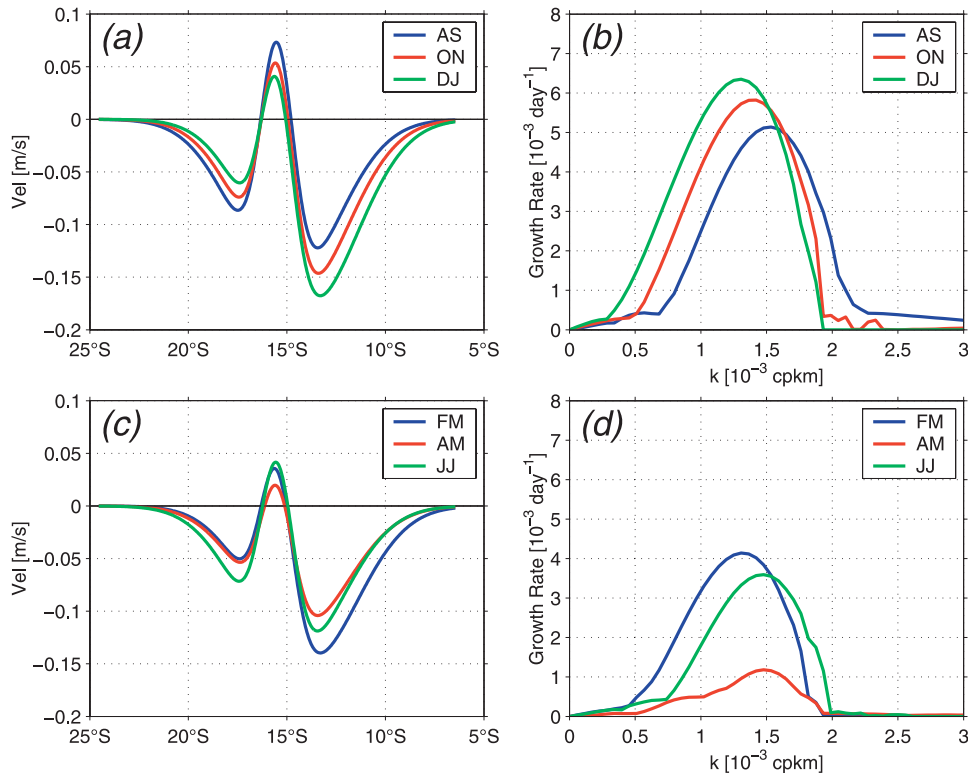 (a)
AS
ON
DJ
0.1
0.05
0
−0.05
−0.1
−0.15
−0.2
Vel [m/s]
25°S 20°S 15°S 10°S 5°S
(b)
AS
ON
DJ
8
7
6
5
4
3
2
1
0
Growth Rate [10⁻³ day⁻¹]
0 0.5 1 1.5 2 2.5 3
k [10⁻³ cpkm]
(c)
FM
AM
JJ
0.1
0.05
0
−0.05
−0.1
−0.15
−0.2
Vel [m/s]
25°S 20°S 15°S 10°S 5°S
(d)
FM
AM
JJ
8
7
6
5
4
3
2
1
0
Growth Rate [10⁻³ day⁻¹]
0 0.5 1 1.5 2 2.5 3
k [10⁻³ cpkm]